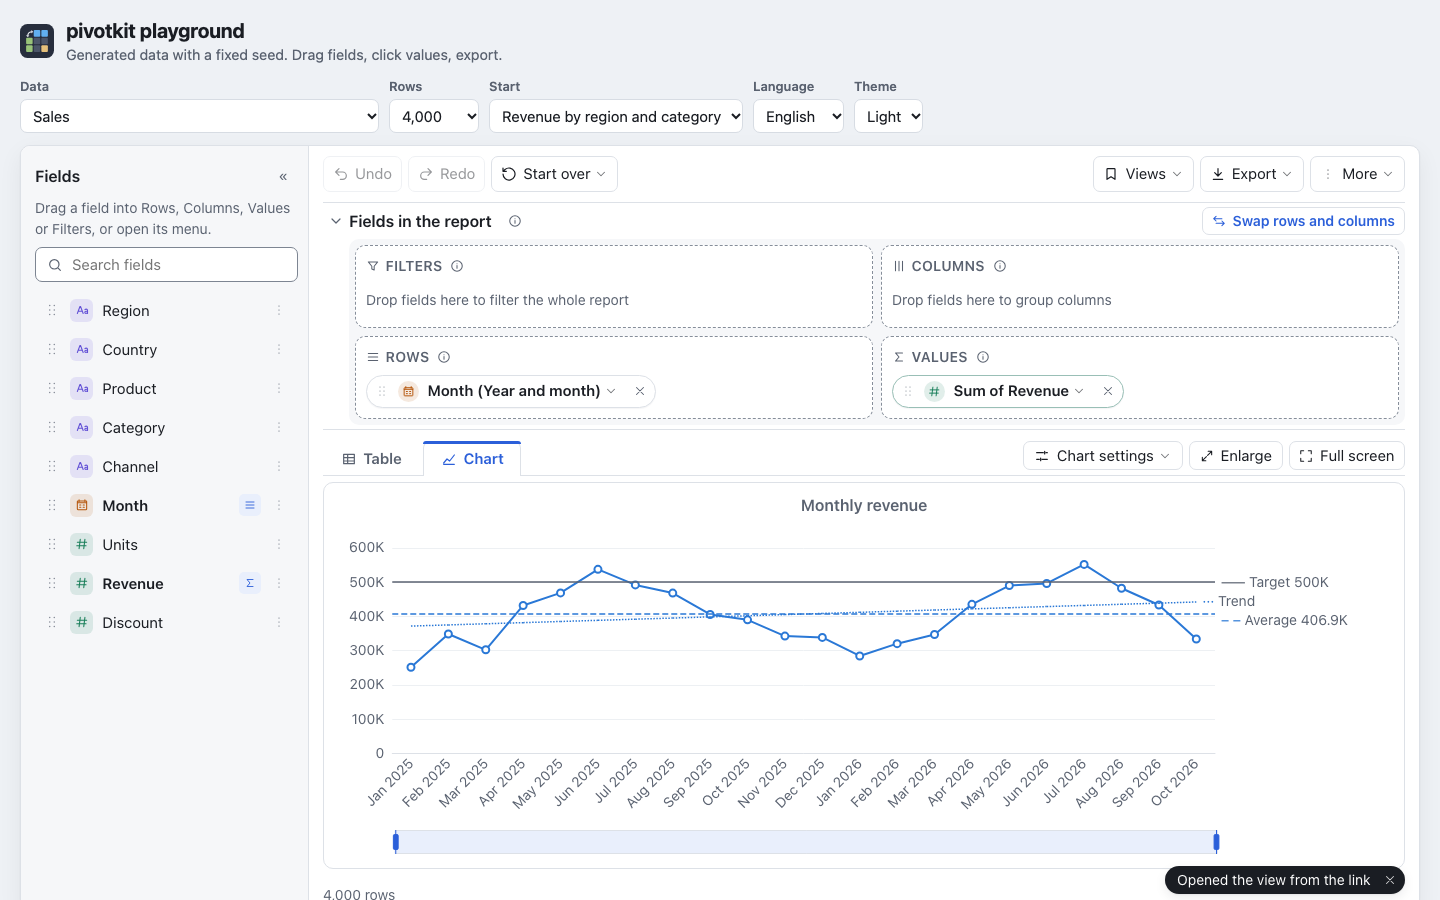 pivotkit playground
Generated data with a fixed seed. Drag fields, click values, export.
Data
Rows
Start
Language
Theme
Sales
4,000
Revenue by region and category
English
Light
Fields
«
Drag a field into Rows, Columns, Values
or Filters, or open its menu.
Search fields
Aa Region
Aa Country
Aa Product
Aa Category
Aa Channel
Month
# Units
# Revenue Σ
# Discount
Undo
Redo
Start over
Views
Export
More
Fields in the report
Swap rows and columns
FILTERS
Drop fields here to filter the whole report
COLUMNS
Drop fields here to group columns
ROWS
Month (Year and month)
Σ VALUES
# Sum of Revenue
Table
Chart
Chart settings
Enlarge
Full screen
Monthly revenue
600K
500K
400K
300K
200K
100K
0
Target 500K
Trend
Average 406.9K
Jan 2025
Feb 2025
Mar 2025
Apr 2025
May 2025
Jun 2025
Jul 2025
Aug 2025
Sep 2025
Oct 2025
Nov 2025
Dec 2025
Jan 2026
Feb 2026
Mar 2026
Apr 2026
May 2026
Jun 2026
Jul 2026
Aug 2026
Sep 2026
Oct 2026
4,000 rows
Opened the view from the link